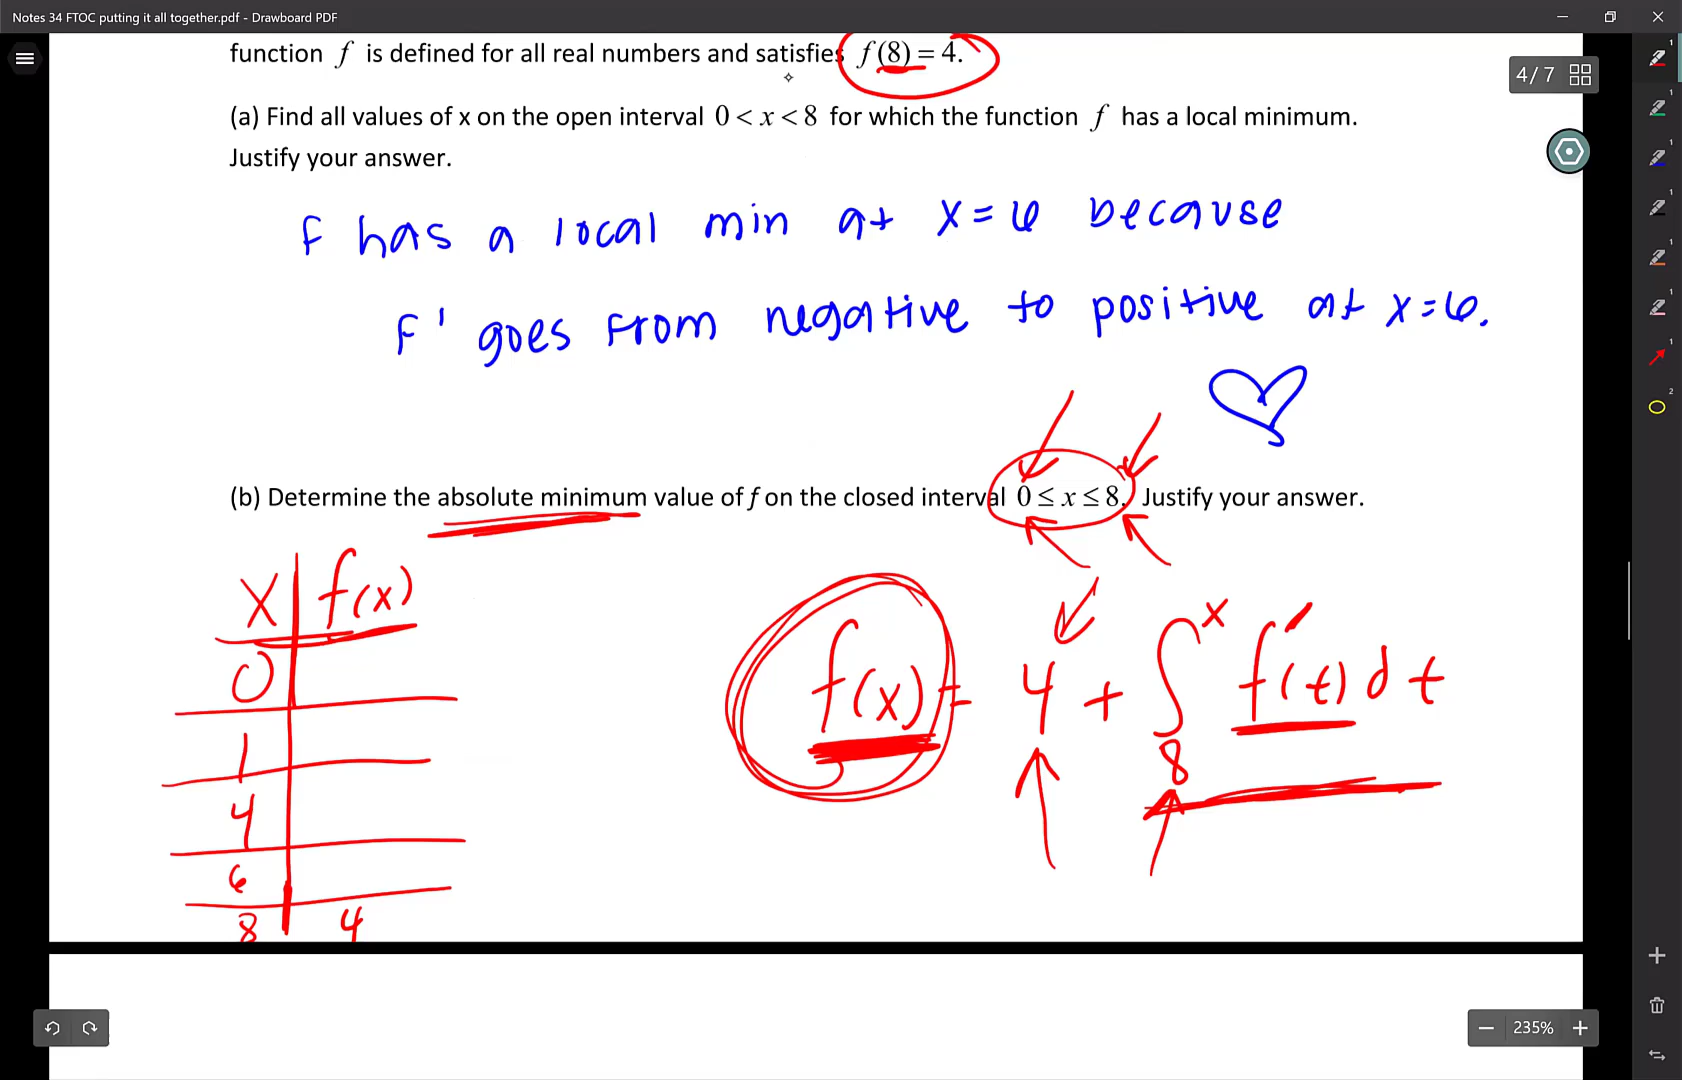 Notes 34 FTOC putting it all together.pdf - Drawboard PDF
function f is defined for all real numbers and satisfies f(8) = 4.
4 / 7
(a) Find all values of x on the open interval 0 < x < 8 for which the function f has a local minimum.
Justify your answer.
f has a local min at x = 6 because
f' goes from negative to positive at x = 6.
(b) Determine the absolute minimum value of f on the closed interval 0 ≤ x ≤ 8. Justify your answer.
x | f(x)
0
1
4
6
8 | 4
f(x) = 4 + ∫₈ˣ f'(t) dt
235%